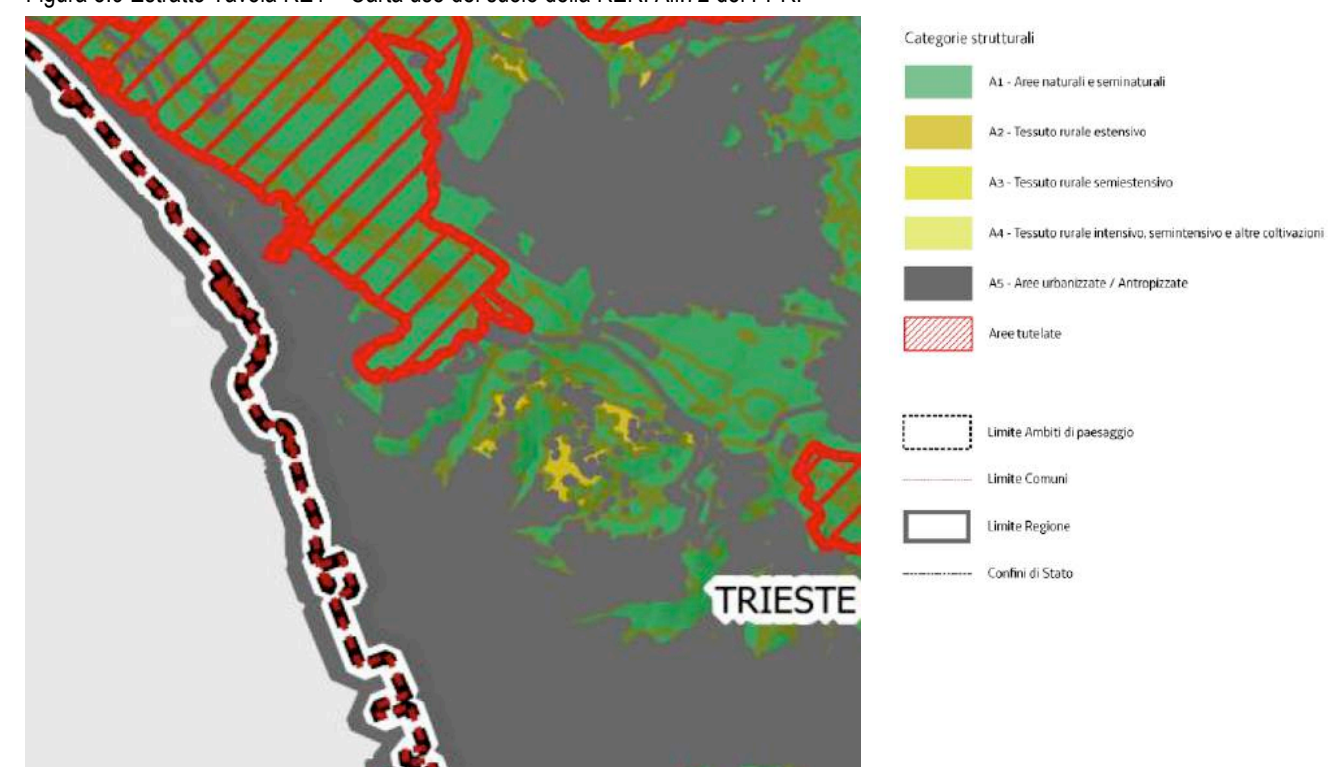 Categorie strutturali
A1 - Aree naturali e seminaturali
A2 - Tessuto rurale estensivo
A3 - Tessuto rurale semiestensivo
A4 - Tessuto rurale intensivo, semintensivo e altre coltivazioni
A5 - Aree urbanizzate / Antropizzate
Aree tutelate
Limite Ambiti di paesaggio
Limite Comuni
Limite Regione
Confini di Stato
TRIESTE